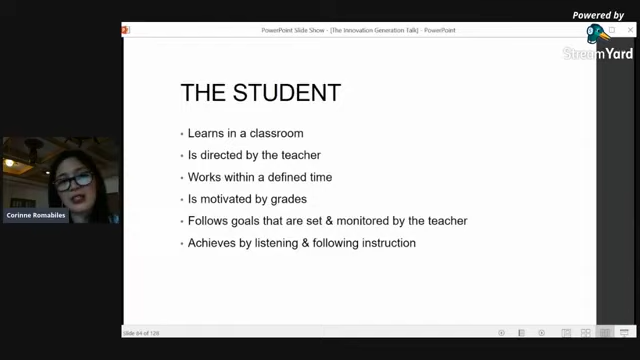 Powered by
StreamYard
PowerPoint Slide Show - [The Innovation Generation Talk] - PowerPoint
THE STUDENT
• Learns in a classroom
• Is directed by the teacher
• Works within a defined time
• Is motivated by grades
• Follows goals that are set & monitored by the teacher
• Achieves by listening & following instruction
Corinne Romabiles
Slide 64 of 128